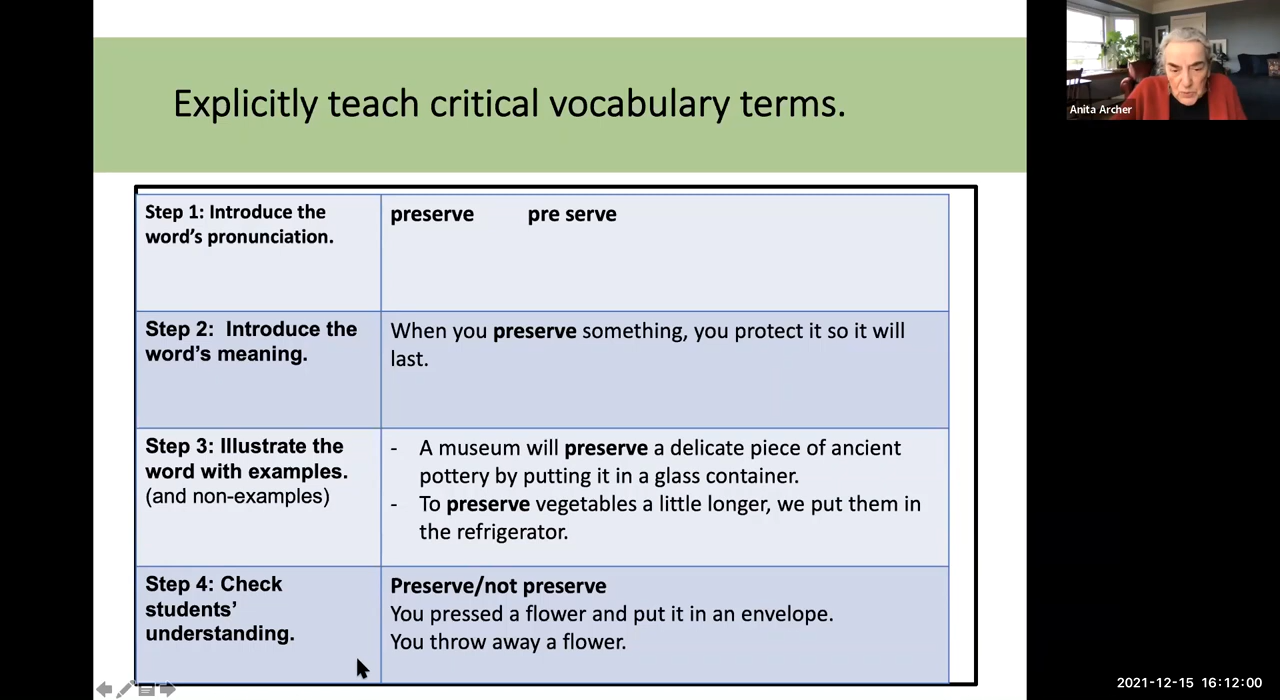 Explicitly teach critical vocabulary terms.
Anita Archer
Step 1: Introduce the
word's pronunciation.
preserve pre serve
Step 2: Introduce the
word's meaning.
When you preserve something, you protect it so it will
last.
Step 3: Illustrate the
word with examples.
(and non-examples)
- A museum will preserve a delicate piece of ancient
pottery by putting it in a glass container.
- To preserve vegetables a little longer, we put them in
the refrigerator.
Step 4: Check
students'
understanding.
Preserve/not preserve
You pressed a flower and put it in an envelope.
You throw away a flower.
2021-12-15 16:12:00